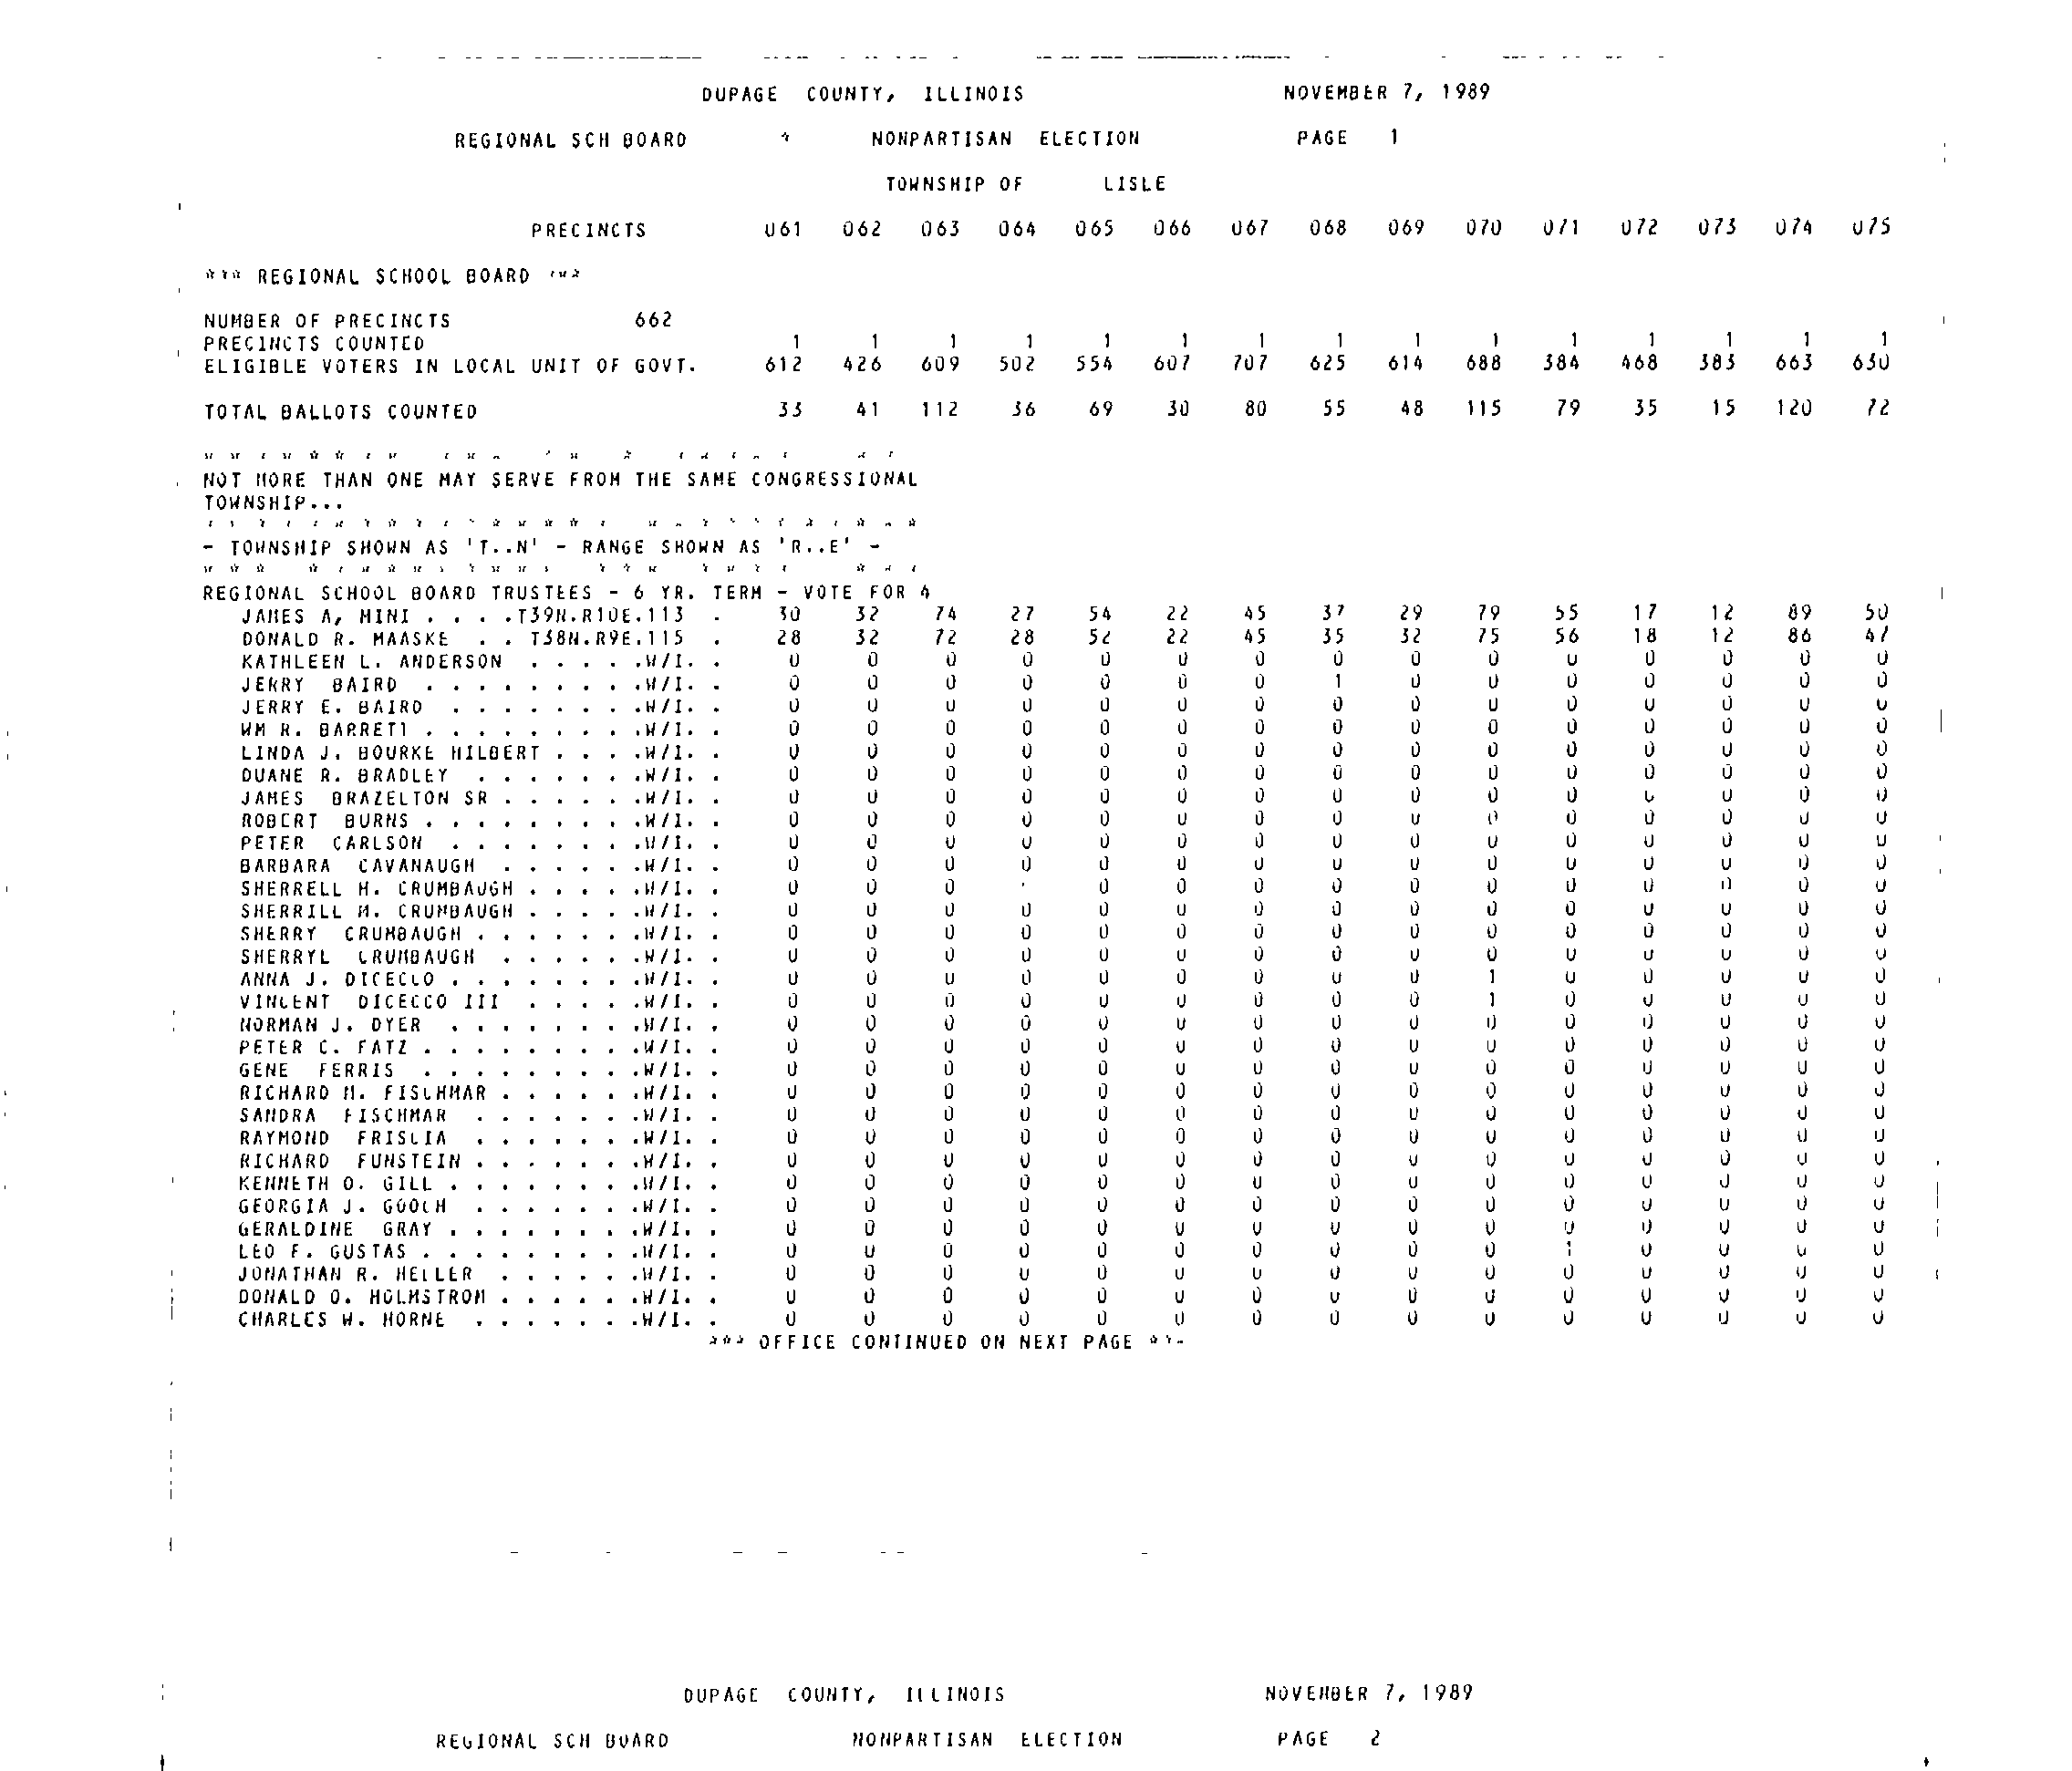 DUPAGE COUNTY, ILLINOIS NOVEMBER 7, 1989
REGIONAL SCH BOARD * NONPARTISAN ELECTION PAGE 1
TOWNSHIP OF LISLE
PRECINCTS 061 062 063 064 065 066 067 068 069 070 071 072 073 074 075
*** REGIONAL SCHOOL BOARD ***
NUMBER OF PRECINCTS 662
PRECINCTS COUNTED 1 1 1 1 1 1 1 1 1 1 1 1 1 1 1
ELIGIBLE VOTERS IN LOCAL UNIT OF GOVT. 612 426 609 502 554 607 707 625 614 688 384 468 383 663 630
TOTAL BALLOTS COUNTED 33 41 112 36 69 30 80 55 48 115 79 35 15 120 72
NOT MORE THAN ONE MAY SERVE FROM THE SAME CONGRESSIONAL
TOWNSHIP...
- TOWNSHIP SHOWN AS 'T..N' - RANGE SHOWN AS 'R..E' -
REGIONAL SCHOOL BOARD TRUSTEES - 6 YR. TERM - VOTE FOR 4
JAMES A, MINI . . . .T39N.R10E.113 . 30 32 74 27 54 22 45 37 29 79 55 17 12 89 50
DONALD R. MAASKE . . T38N.R9E.115 . 28 32 72 28 52 22 45 35 32 75 56 18 12 86 47
KATHLEEN L. ANDERSON . . . . .W/I. . 0 0 0 0 0 0 0 0 0 0 0 0 0 0 0
JERRY BAIRD . . . . . . . . .W/I. . 0 0 0 0 0 0 0 1 0 0 0 0 0 0 0
JERRY E. BAIRD . . . . . . . .W/I. . 0 0 0 0 0 0 0 0 0 0 0 0 0 0 0
WM R. BARRETT . . . . . . . . .W/I. . 0 0 0 0 0 0 0 0 0 0 0 0 0 0 0
LINDA J. BOURKE HILBERT . . . .W/I. . 0 0 0 0 0 0 0 0 0 0 0 0 0 0 0
DUANE R. BRADLEY . . . . . . .W/I. . 0 0 0 0 0 0 0 0 0 0 0 0 0 0 0
JAMES BRAZELTON SR . . . . . .W/I. . 0 0 0 0 0 0 0 0 0 0 0 0 0 0 0
ROBERT BURNS . . . . . . . . .W/I. . 0 0 0 0 0 0 0 0 0 0 0 0 0 0 0
PETER CARLSON . . . . . . . .W/I. . 0 0 0 0 0 0 0 0 0 0 0 0 0 0 0
BARBARA CAVANAUGH . . . . . .W/I. . 0 0 0 0 0 0 0 0 0 0 0 0 0 0 0
SHERRELL H. CRUMBAUGH . . . . .W/I. . 0 0 0 0 0 0 0 0 0 0 0 0 0 0
SHERRILL M. CRUMBAUGH . . . . .W/I. . 0 0 0 0 0 0 0 0 0 0 0 0 0 0 0
SHERRY CRUMBAUGH . . . . . . .W/I. . 0 0 0 0 0 0 0 0 0 0 0 0 0 0 0
SHERRYL CRUMBAUGH . . . . . .W/I. . 0 0 0 0 0 0 0 0 0 0 0 0 0 0 0
ANNA J. DICECCO . . . . . . . .W/I. . 0 0 0 0 0 0 0 0 0 1 0 0 0 0 0
VINCENT DICECCO III . . . . .W/I. . 0 0 0 0 0 0 0 0 0 1 0 0 0 0 0
NORMAN J. DYER . . . . . . . .W/I. . 0 0 0 0 0 0 0 0 0 0 0 0 0 0 0
PETER C. FATZ . . . . . . . . .W/I. . 0 0 0 0 0 0 0 0 0 0 0 0 0 0 0
GENE FERRIS . . . . . . . . .W/I. . 0 0 0 0 0 0 0 0 0 0 0 0 0 0 0
RICHARD M. FISCHMAR . . . . . .W/I. . 0 0 0 0 0 0 0 0 0 0 0 0 0 0 0
SANDRA FISCHMAR . . . . . . .W/I. . 0 0 0 0 0 0 0 0 0 0 0 0 0 0 0
RAYMOND FRISCIA . . . . . . .W/I. . 0 0 0 0 0 0 0 0 0 0 0 0 0 0 0
RICHARD FUNSTEIN . . . . . . .W/I. . 0 0 0 0 0 0 0 0 0 0 0 0 0 0 0
KENNETH O. GILL . . . . . . . .W/I. . 0 0 0 0 0 0 0 0 0 0 0 0 0 0 0
GEORGIA J. GOOCH . . . . . . .W/I. . 0 0 0 0 0 0 0 0 0 0 0 0 0 0 0
GERALDINE GRAY . . . . . . . .W/I. . 0 0 0 0 0 0 0 0 0 0 0 0 0 0 0
LEO F. GUSTAS . . . . . . . . .W/I. . 0 0 0 0 0 0 0 0 0 0 1 0 0 0 0
JONATHAN R. HELLER . . . . . .W/I. . 0 0 0 0 0 0 0 0 0 0 0 0 0 0 0
DONALD O. HOLMSTROM . . . . . .W/I. . 0 0 0 0 0 0 0 0 0 0 0 0 0 0 0
CHARLES W. HORNE . . . . . . .W/I. . 0 0 0 0 0 0 0 0 0 0 0 0 0 0 0
*** OFFICE CONTINUED ON NEXT PAGE ***
DUPAGE COUNTY, ILLINOIS NOVEMBER 7, 1989
REGIONAL SCH BOARD NONPARTISAN ELECTION PAGE 2